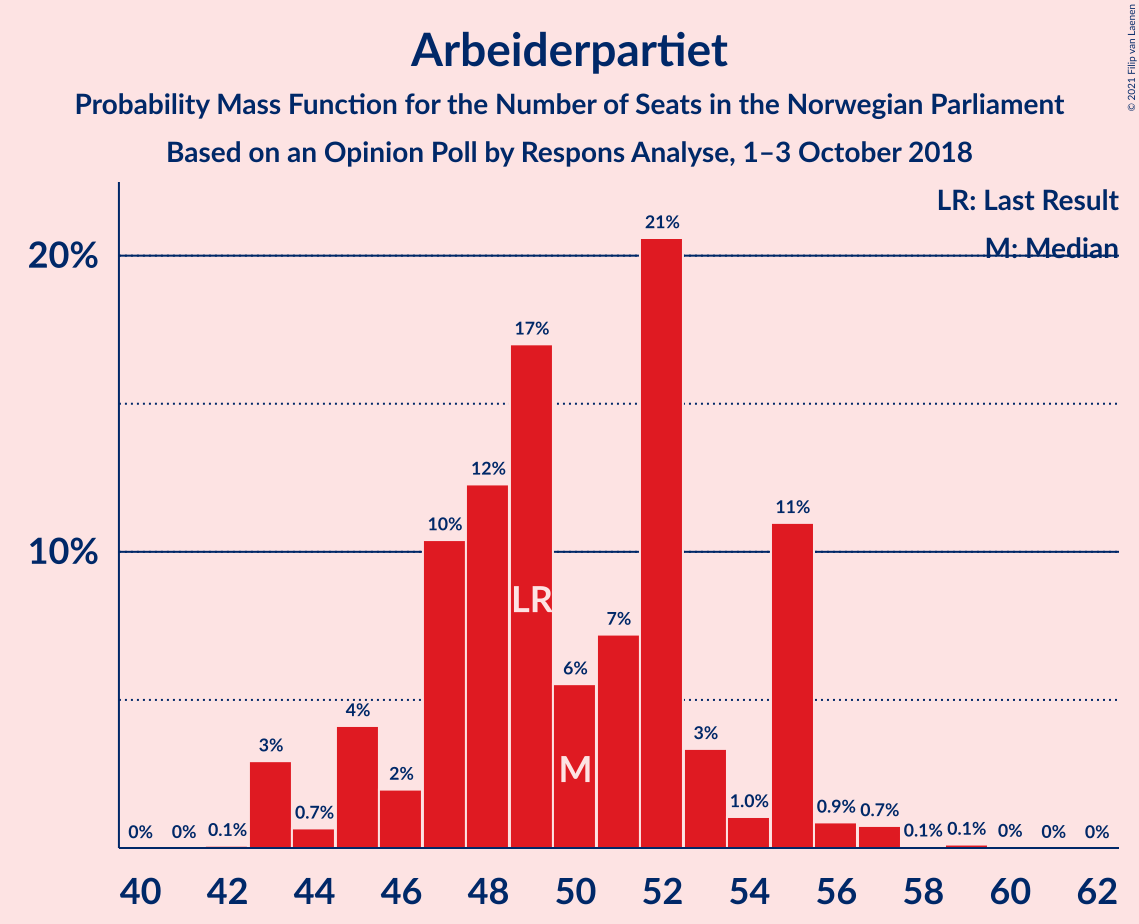 Arbeiderpartiet
Probability Mass Function for the Number of Seats in the Norwegian Parliament
Based on an Opinion Poll by Respons Analyse, 1–3 October 2018
© 2021 Filip van Laenen
LR: Last Result
M: Median
20%
10%
0%
0%
0.1%
3%
0.7%
4%
2%
10%
12%
17%
6%
7%
21%
3%
1.0%
11%
0.9%
0.7%
0.1%
0.1%
0%
0%
0%
LR
M
40 42 44 46 48 50 52 54 56 58 60 62